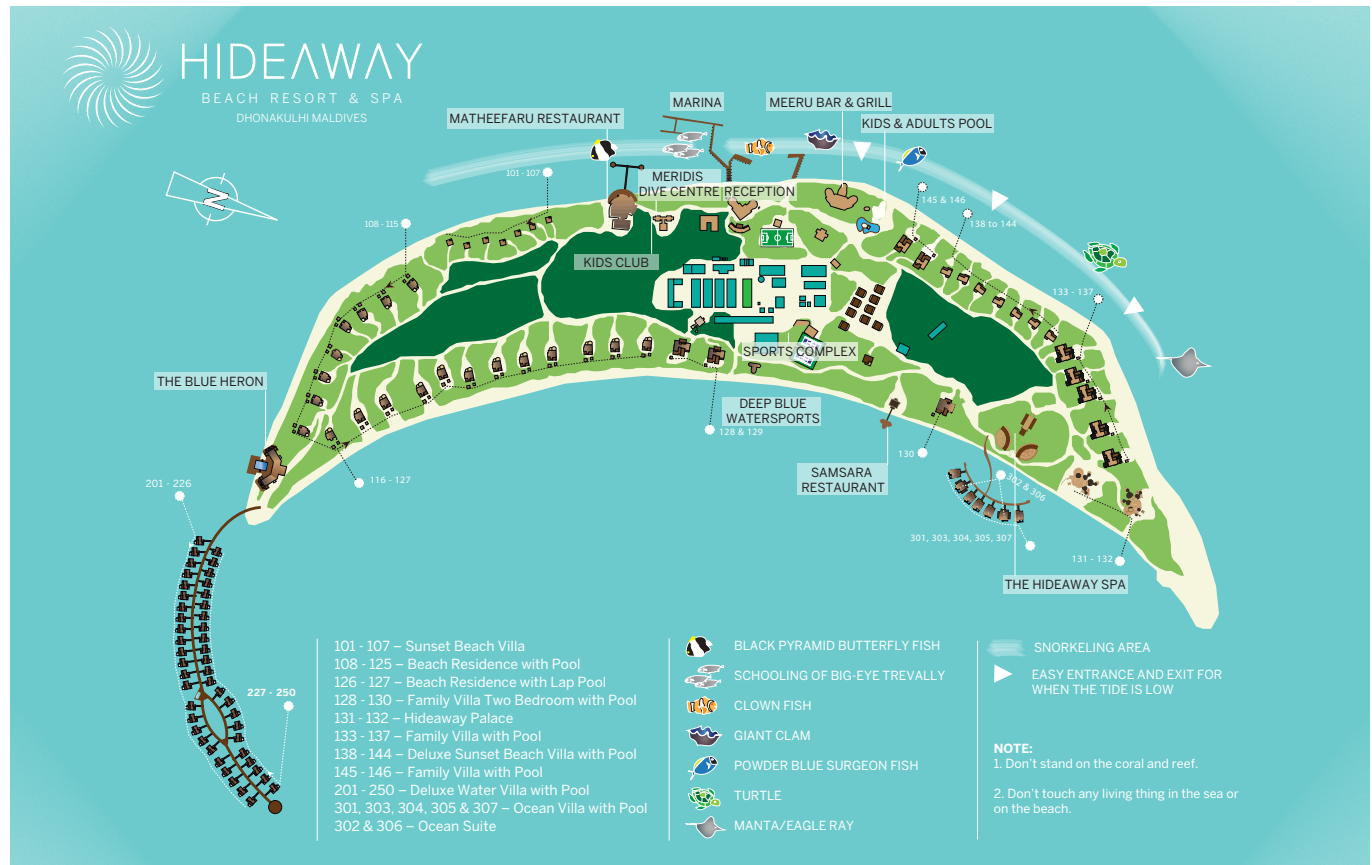 HIDEAWAY
BEACH RESORT & SPA
DHONAKULHI MALDIVES
MARINA
MEERU BAR & GRILL
MATHEEFARU RESTAURANT
KIDS & ADULTS POOL
N
101 - 107
MERIDIS
DIVE CENTRE RECEPTION
145 & 146
108 - 115
138 to 144
KIDS CLUB
133 - 137
SPORTS COMPLEX
THE BLUE HERON
DEEP BLUE
WATERSPORTS
128 & 129
130
116 - 127
SAMSARA
RESTAURANT
201 - 226
302 & 306
301, 303, 304, 305, 307
131 - 132
THE HIDEAWAY SPA
227 - 250
101 - 107 – Sunset Beach Villa
108 - 125 – Beach Residence with Pool
126 - 127 – Beach Residence with Lap Pool
128 - 130 – Family Villa Two Bedroom with Pool
131 - 132 – Hideaway Palace
133 - 137 – Family Villa with Pool
138 - 144 – Deluxe Sunset Beach Villa with Pool
145 - 146 – Family Villa with Pool
201 - 250 – Deluxe Water Villa with Pool
301, 303, 304, 305 & 307 – Ocean Villa with Pool
302 & 306 – Ocean Suite
BLACK PYRAMID BUTTERFLY FISH
SCHOOLING OF BIG-EYE TREVALLY
CLOWN FISH
GIANT CLAM
POWDER BLUE SURGEON FISH
TURTLE
MANTA/EAGLE RAY
SNORKELING AREA
EASY ENTRANCE AND EXIT FOR
WHEN THE TIDE IS LOW
NOTE:
1. Don't stand on the coral and reef.
2. Don't touch any living thing in the sea or
on the beach.